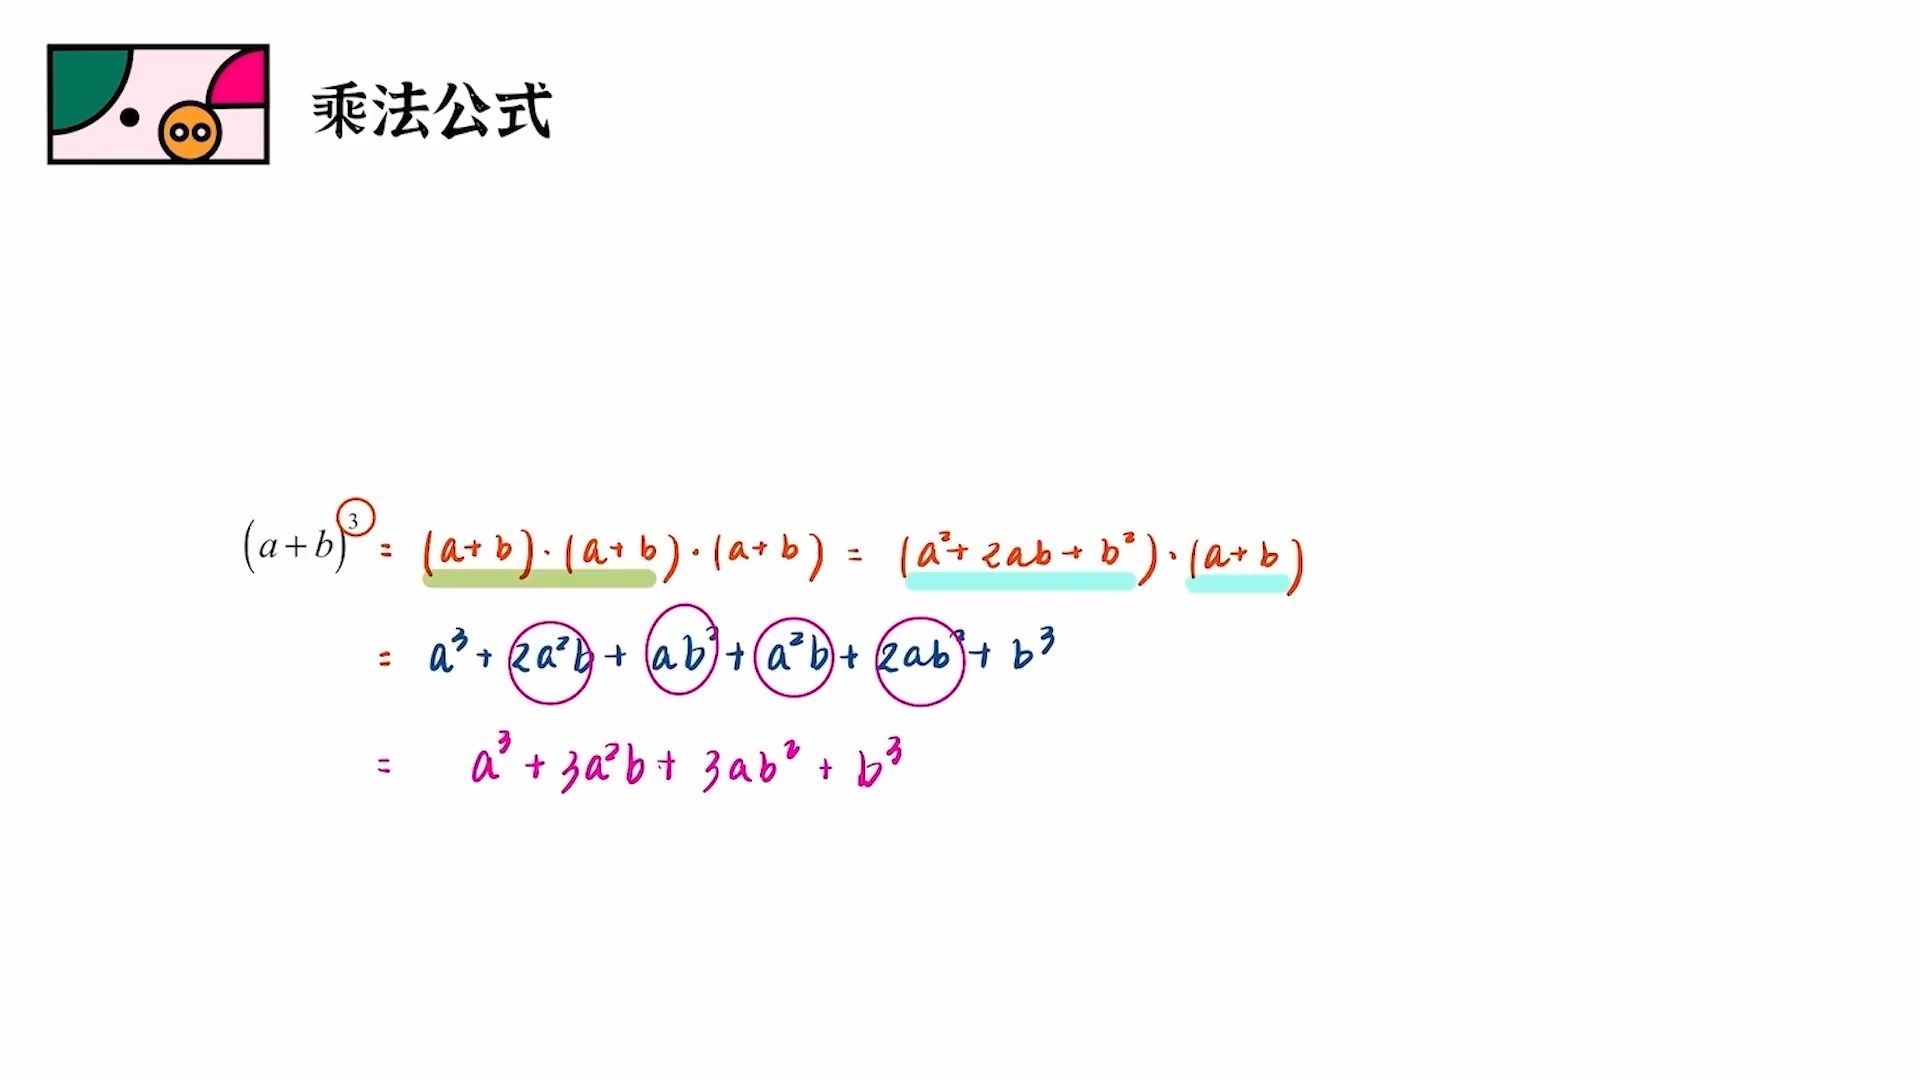 乘法公式
(a+b)³ = (a+b)·(a+b)·(a+b) = (a²+2ab+b²)·(a+b)
= a³+2a²b+ab²+a²b+2ab²+b³
= a³+3a²b+3ab²+b³